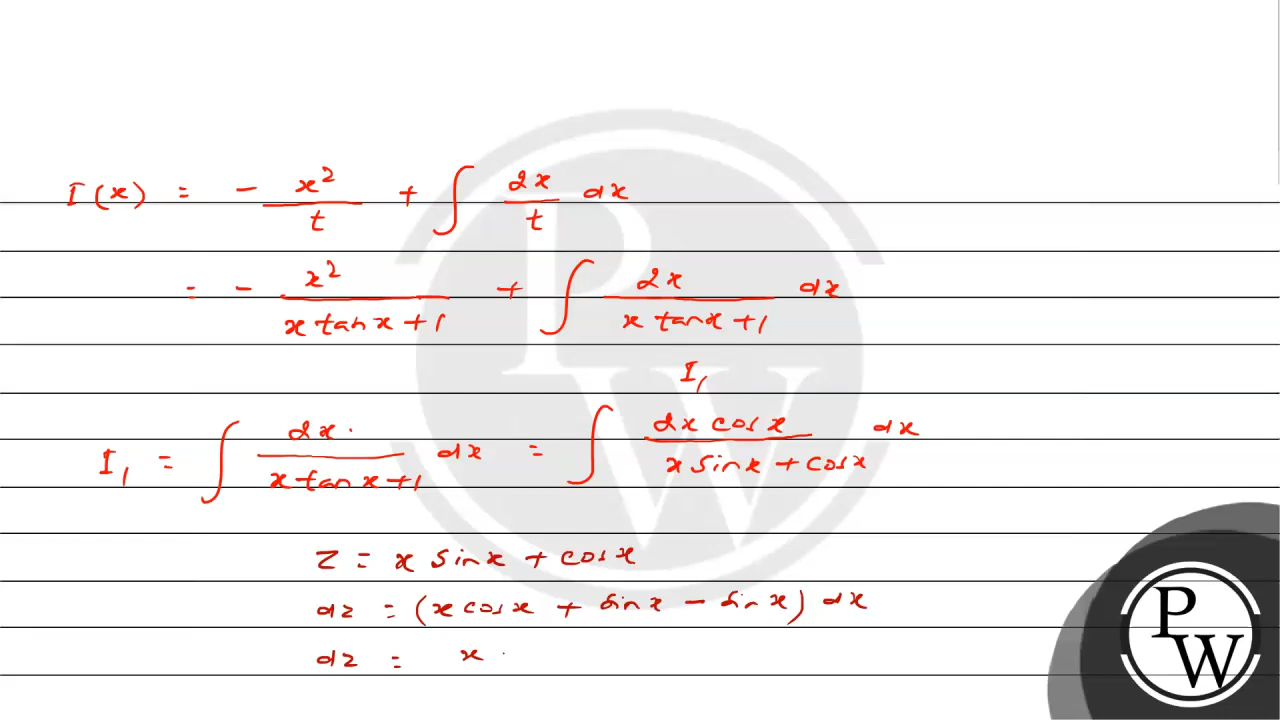 I(x) = - x²/t + ∫ 2x/t dx
= - x²/(x tan x + 1) + ∫ 2x/(x tan x + 1) dx
I₁
I₁ = ∫ 2x/(x tan x + 1) dx = ∫ 2x cos x/(x sin x + cos x) dx
z = x sin x + cos x
dz = (x cos x + sin x - sin x) dx
dz = x
P
W
P
W